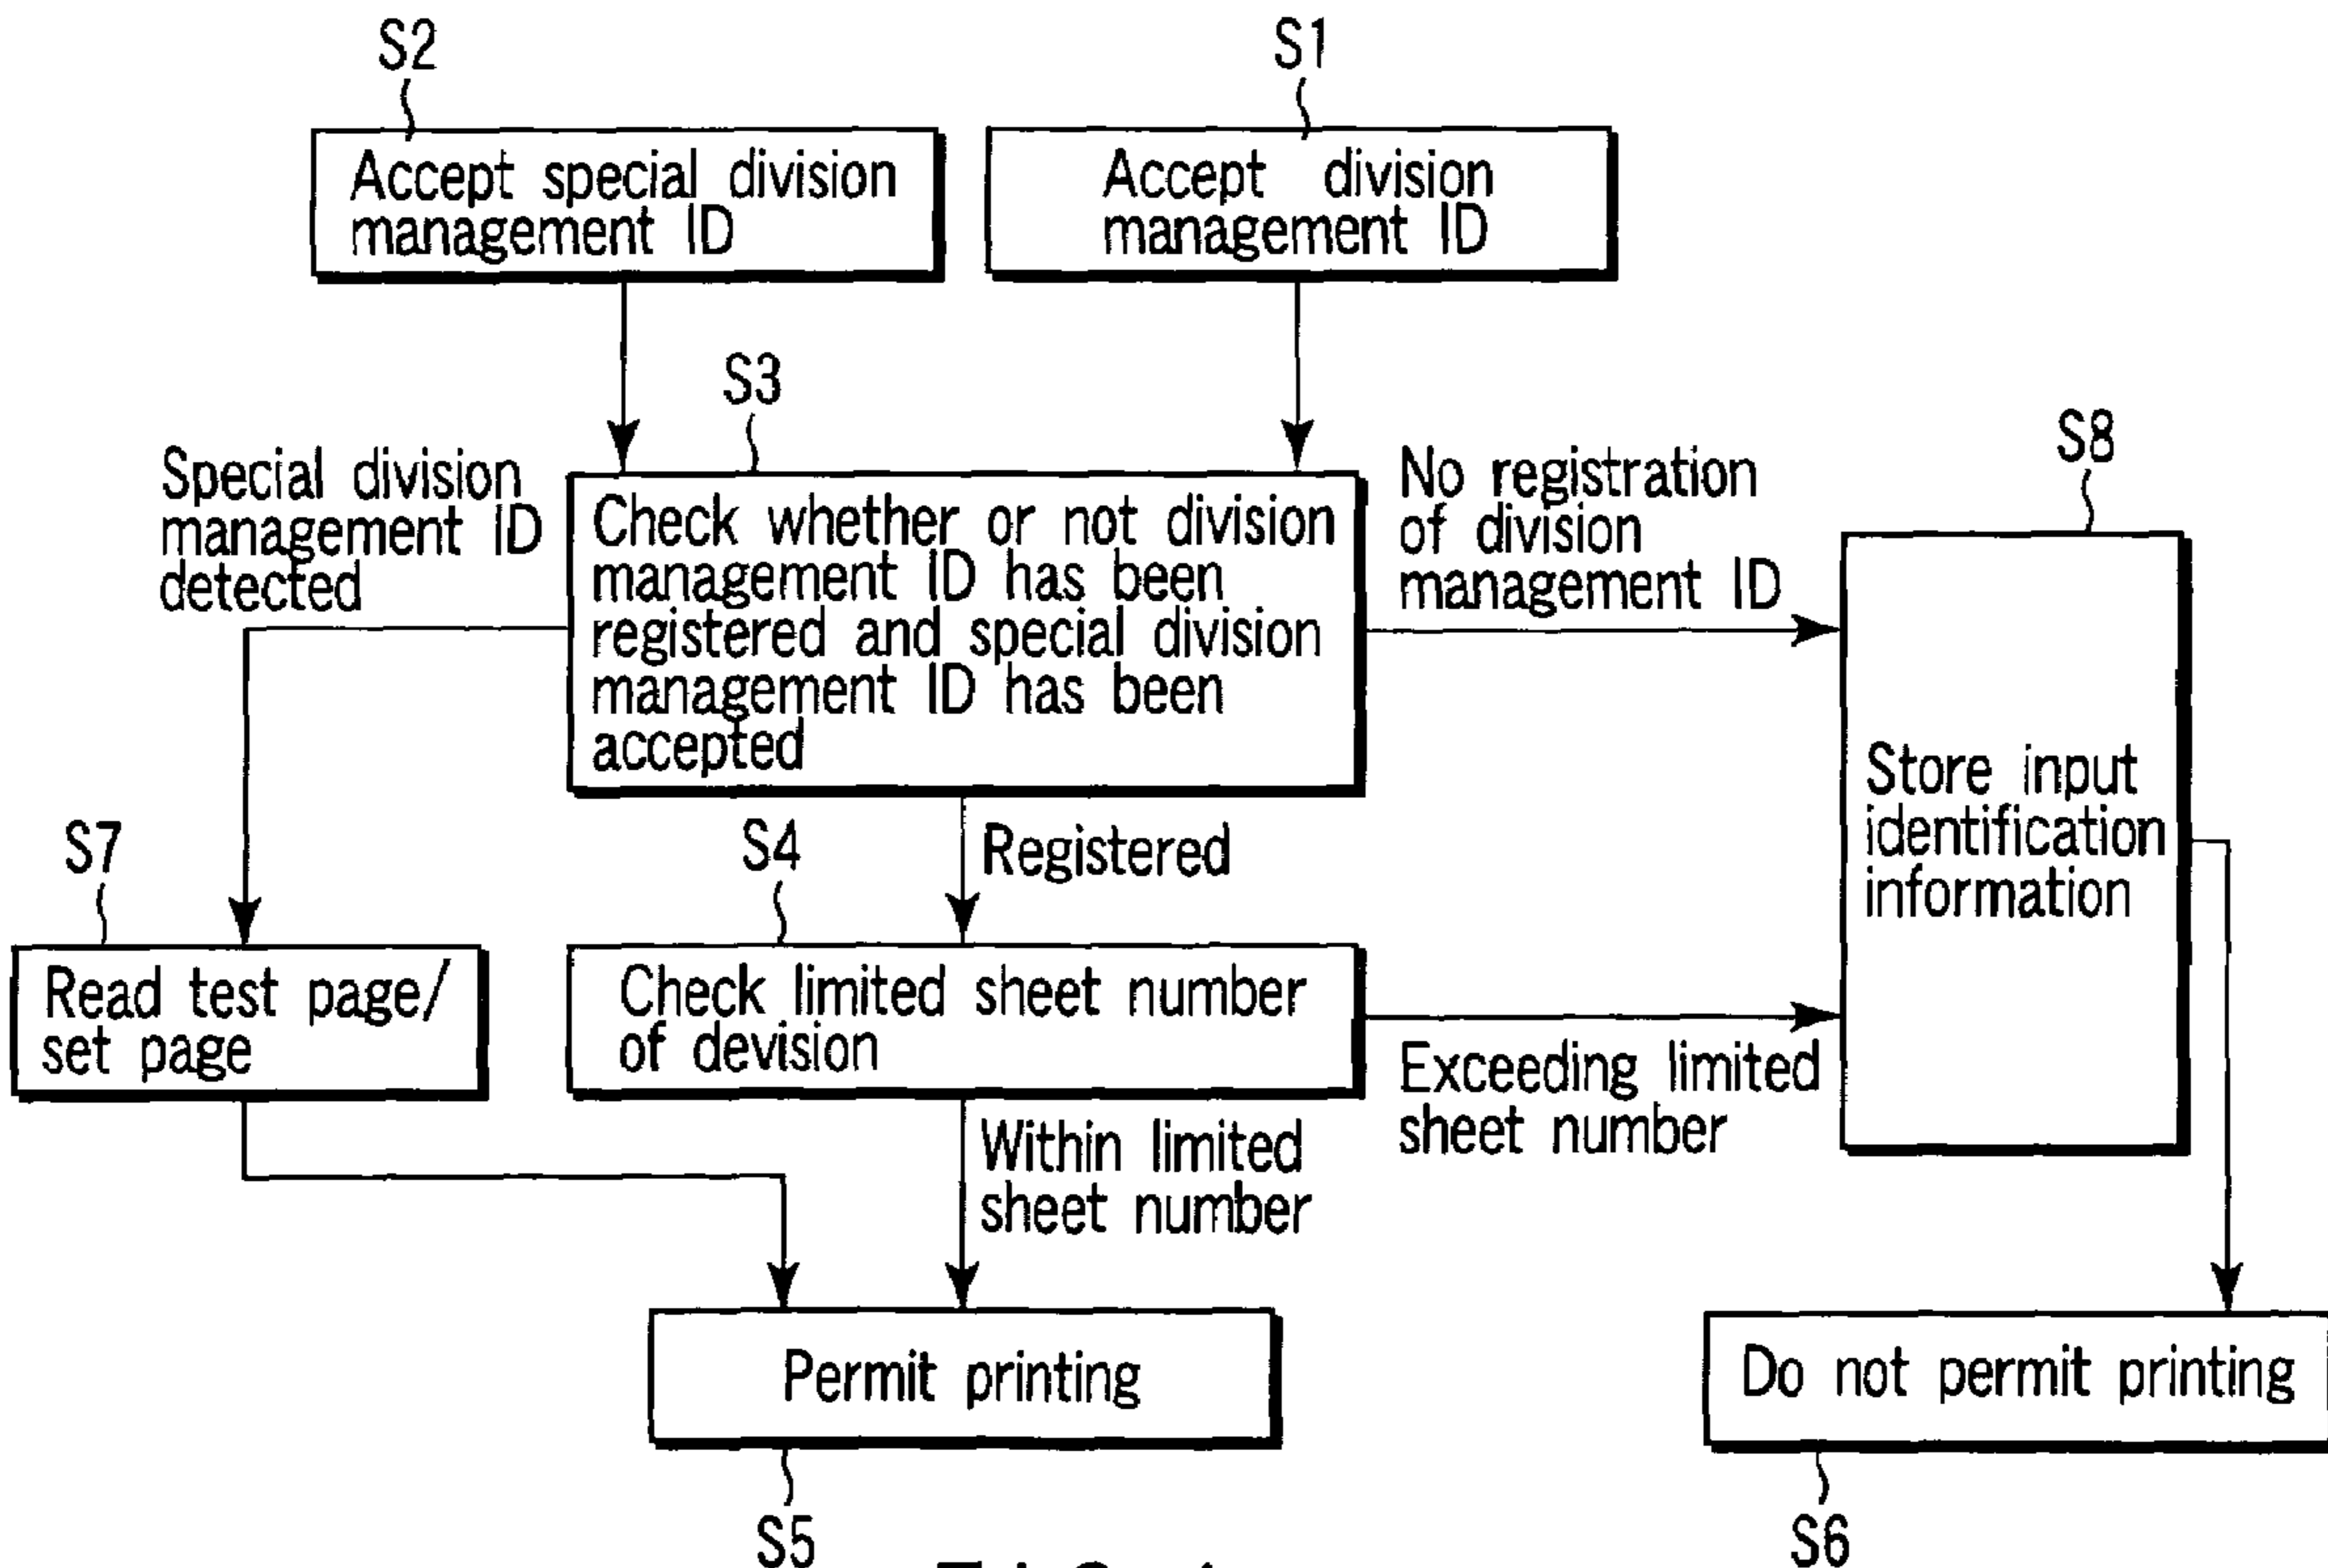 S2
S1
Accept special division
management ID
Accept division
management ID
S3
S8
Special division
management ID
detected
Check whether or not division
management ID has been
registered and special division
management ID has been
accepted
No registration
of division
management ID
Store input
identification
information
S7
S4
Registered
Read test page/
set page
Check limited sheet number
of devision
Exceeding limited
sheet number
Within limited
sheet number
Permit printing
Do not permit printing
S5
S6